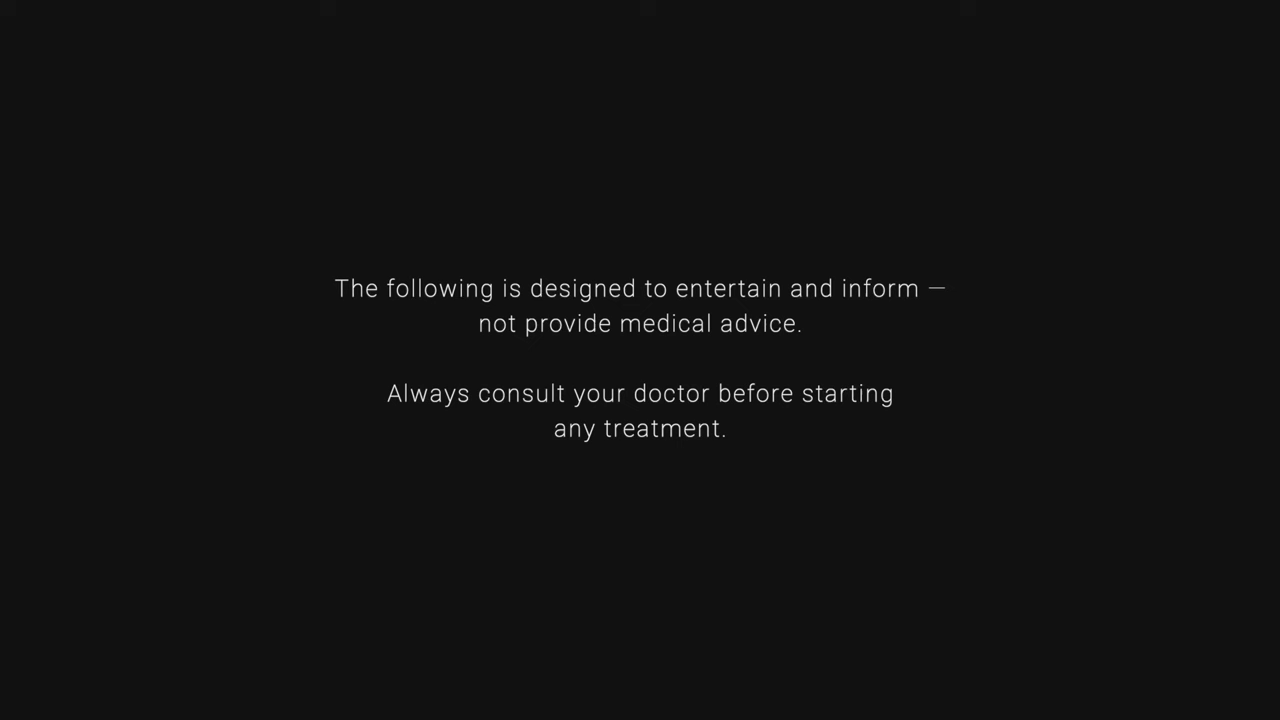 The following is designed to entertain and inform —
not provide medical advice.
Always consult your doctor before starting
any treatment.